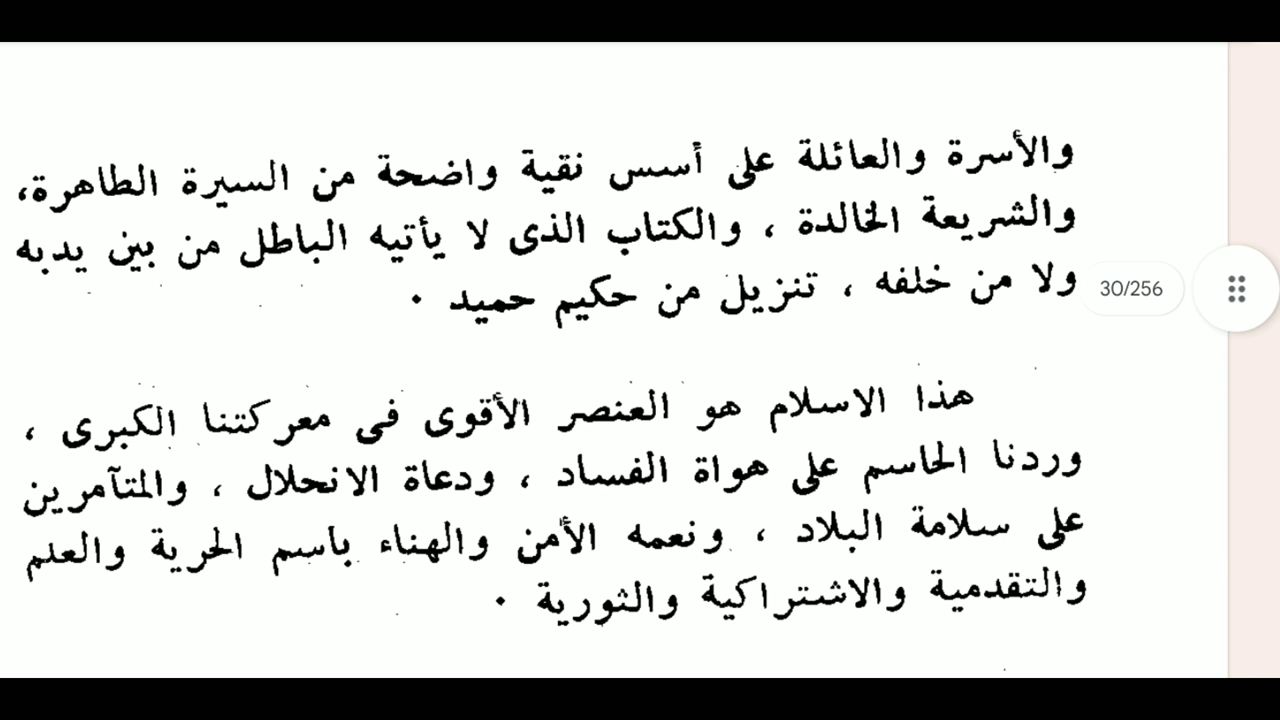 والأسرة والعائلة على أسس نقية واضحة من السيرة الطاهرة،
والشريعة الخالدة ، والكتاب الذى لا يأتيه الباطل من بين يدبه
ولا من خلفه ، تنزيل من حكيم حميد ٠
30/256
هذا الاسلام هو العنصر الأقوى فى معركتنا الكبرى ،
وردنا الحاسم على هواة الفساد ، ودعاة الانحلال ، والمتآمرين
على سلامة البلاد ، ونعمه الأمن والهناء باسم الحرية والعلم
والتقدمية والاشتراكية والثورية ٠